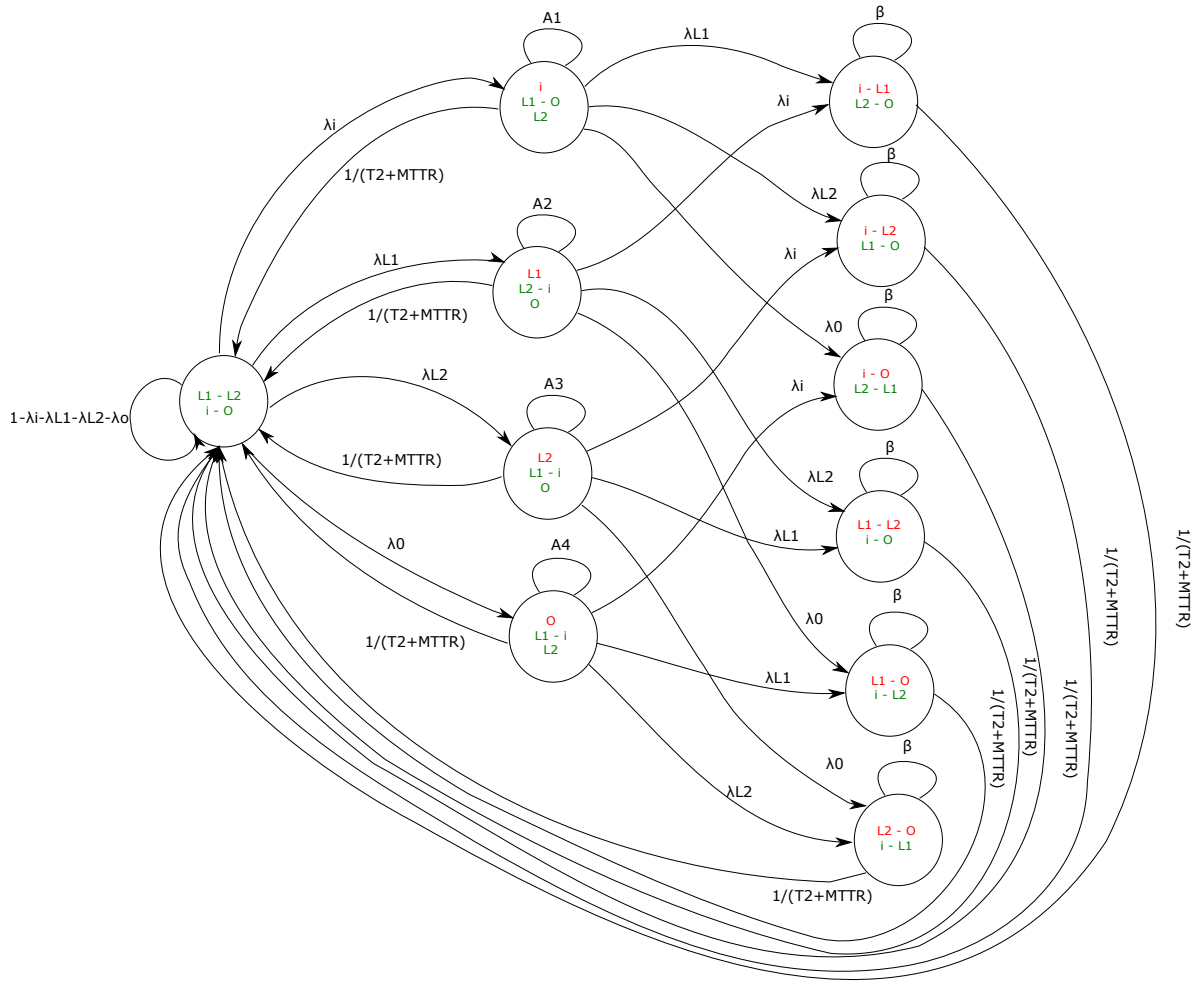 A1
β
λL1
i
L1 - O
L2
i - L1
L2 - O
λi
λi
1/(T2+MTTR)
β
λL2
A2
i - L2
L1 - O
λi
λL1
L1
L2 - i
O
β
1/(T2+MTTR)
λ0
i - O
L2 - L1
λL2
A3
λi
L1 - L2
i - O
1-λi-λL1-λL2-λo
β
L2
L1 - i
O
1/(T2+MTTR)
λL2
L1 - L2
i - O
λL1
λ0
A4
1/(T2+MTTR)
1/(T2+MTTR)
β
O
L1 - i
L2
λ0
1/(T2+MTTR)
λL1
L1 - O
i - L2
1/(T2+MTTR)
1/(T2+MTTR)
1/(T2+MTTR)
β
λ0
λL2
L2 - O
i - L1
1/(T2+MTTR)